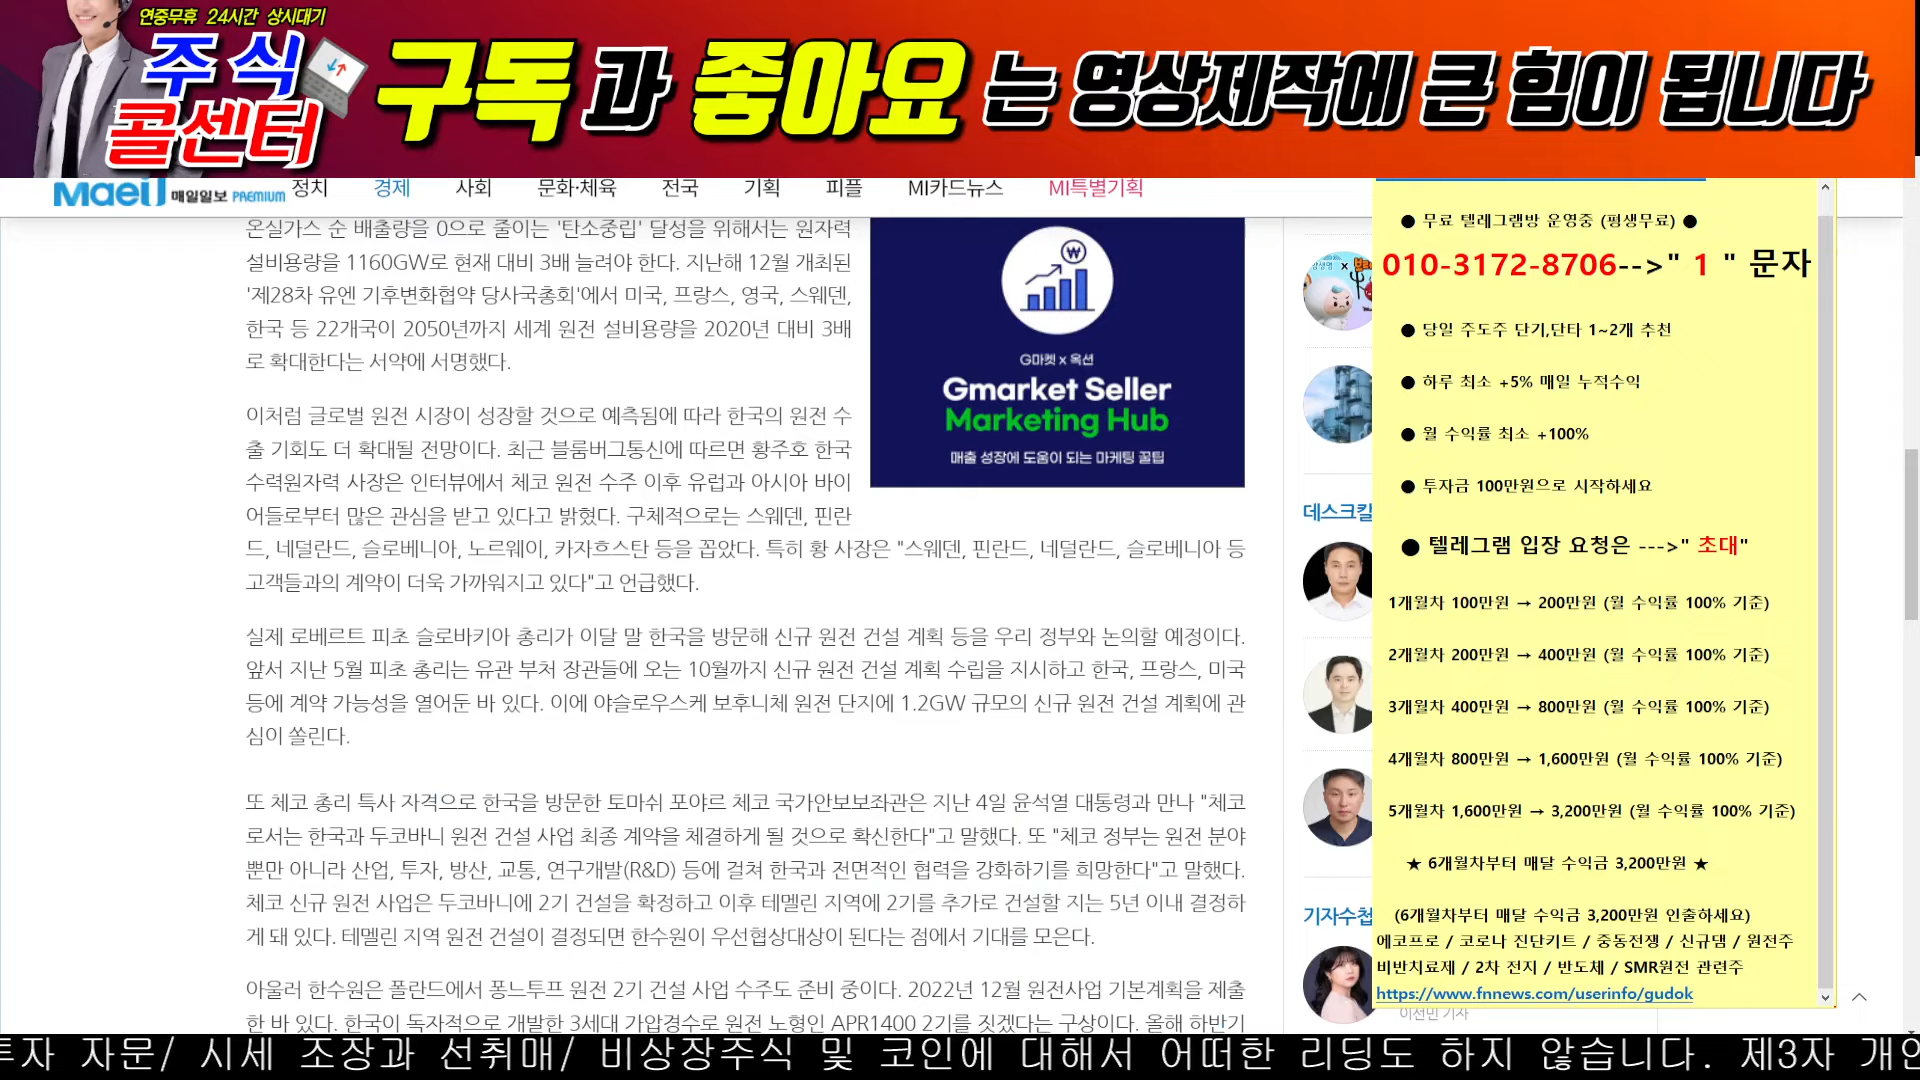 연중무휴 24시간 상시대기
주식
콜센터
구독과 좋아요는 영상제작에 큰 힘이 됩니다
MaeiJ 매일일보 PREMIUM 정치 경제 사회 문화·체육 전국 기획 피플 MI카드뉴스 MI특별기획
온실가스 순 배출량을 0으로 줄이는 '탄소중립' 달성을 위해서는 원자력
설비용량을 1160GW로 현재 대비 3배 늘려야 한다. 지난해 12월 개최된
'제28차 유엔 기후변화협약 당사국총회'에서 미국, 프랑스, 영국, 스웨덴,
한국 등 22개국이 2050년까지 세계 원전 설비용량을 2020년 대비 3배
로 확대한다는 서약에 서명했다.
이처럼 글로벌 원전 시장이 성장할 것으로 예측됨에 따라 한국의 원전 수
출 기회도 더 확대될 전망이다. 최근 블룸버그통신에 따르면 황주호 한국
수력원자력 사장은 인터뷰에서 체코 원전 수주 이후 유럽과 아시아 바이
어들로부터 많은 관심을 받고 있다고 밝혔다. 구체적으로는 스웨덴, 핀란
드, 네덜란드, 슬로베니아, 노르웨이, 카자흐스탄 등을 꼽았다. 특히 황 사장은 "스웨덴, 핀란드, 네덜란드, 슬로베니아 등
고객들과의 계약이 더욱 가까워지고 있다"고 언급했다.
실제 로베르트 피초 슬로바키아 총리가 이달 말 한국을 방문해 신규 원전 건설 계획 등을 우리 정부와 논의할 예정이다.
앞서 지난 5월 피초 총리는 유관 부처 장관들에 오는 10월까지 신규 원전 건설 계획 수립을 지시하고 한국, 프랑스, 미국
등에 계약 가능성을 열어둔 바 있다. 이에 야슬로우스케 보후니체 원전 단지에 1.2GW 규모의 신규 원전 건설 계획에 관
심이 쏠린다.
또 체코 총리 특사 자격으로 한국을 방문한 토마쉬 포야르 체코 국가안보보좌관은 지난 4일 윤석열 대통령과 만나 "체코
로서는 한국과 두코바니 원전 건설 사업 최종 계약을 체결하게 될 것으로 확신한다"고 말했다. 또 "체코 정부는 원전 분야
뿐만 아니라 산업, 투자, 방산, 교통, 연구개발(R&D) 등에 걸쳐 한국과 전면적인 협력을 강화하기를 희망한다"고 말했다.
체코 신규 원전 사업은 두코바니에 2기 건설을 확정하고 이후 테멜린 지역에 2기를 추가로 건설할 지는 5년 이내 결정하
게 돼 있다. 테멜린 지역 원전 건설이 결정되면 한수원이 우선협상대상이 된다는 점에서 기대를 모은다.
아울러 한수원은 폴란드에서 퐁느투프 원전 2기 건설 사업 수주도 준비 중이다. 2022년 12월 원전사업 기본계획을 제출
한 바 있다. 한국이 독자적으로 개발한 3세대 가압경수로 원전 노형인 APR1400 2기를 짓겠다는 구상이다. 올해 하반기
G마켓 x 옥션
Gmarket Seller
Marketing Hub
매출 성장에 도움이 되는 마케팅 꿀팁
데스크칼
기자수첩
이선민 기자
● 무료 텔레그램방 운영중 (평생무료) ●
010-3172-8706-->" 1 " 문자
● 당일 주도주 단기,단타 1~2개 추천
● 하루 최소 +5% 매일 누적수익
● 월 수익률 최소 +100%
● 투자금 100만원으로 시작하세요
● 텔레그램 입장 요청은 --->" 초대"
1개월차 100만원 → 200만원 (월 수익률 100% 기준)
2개월차 200만원 → 400만원 (월 수익률 100% 기준)
3개월차 400만원 → 800만원 (월 수익률 100% 기준)
4개월차 800만원 → 1,600만원 (월 수익률 100% 기준)
5개월차 1,600만원 → 3,200만원 (월 수익률 100% 기준)
★ 6개월차부터 매달 수익금 3,200만원 ★
(6개월차부터 매달 수익금 3,200만원 인출하세요)
에코프로 / 코로나 진단키트 / 중동전쟁 / 신규댐 / 원전주
비반치료제 / 2차 전지 / 반도체 / SMR원전 관련주
https://www.fnnews.com/userinfo/gudok
투자 자문/ 시세 조장과 선취매/ 비상장주식 및 코인에 대해서 어떠한 리딩도 하지 않습니다. 제3자 개인